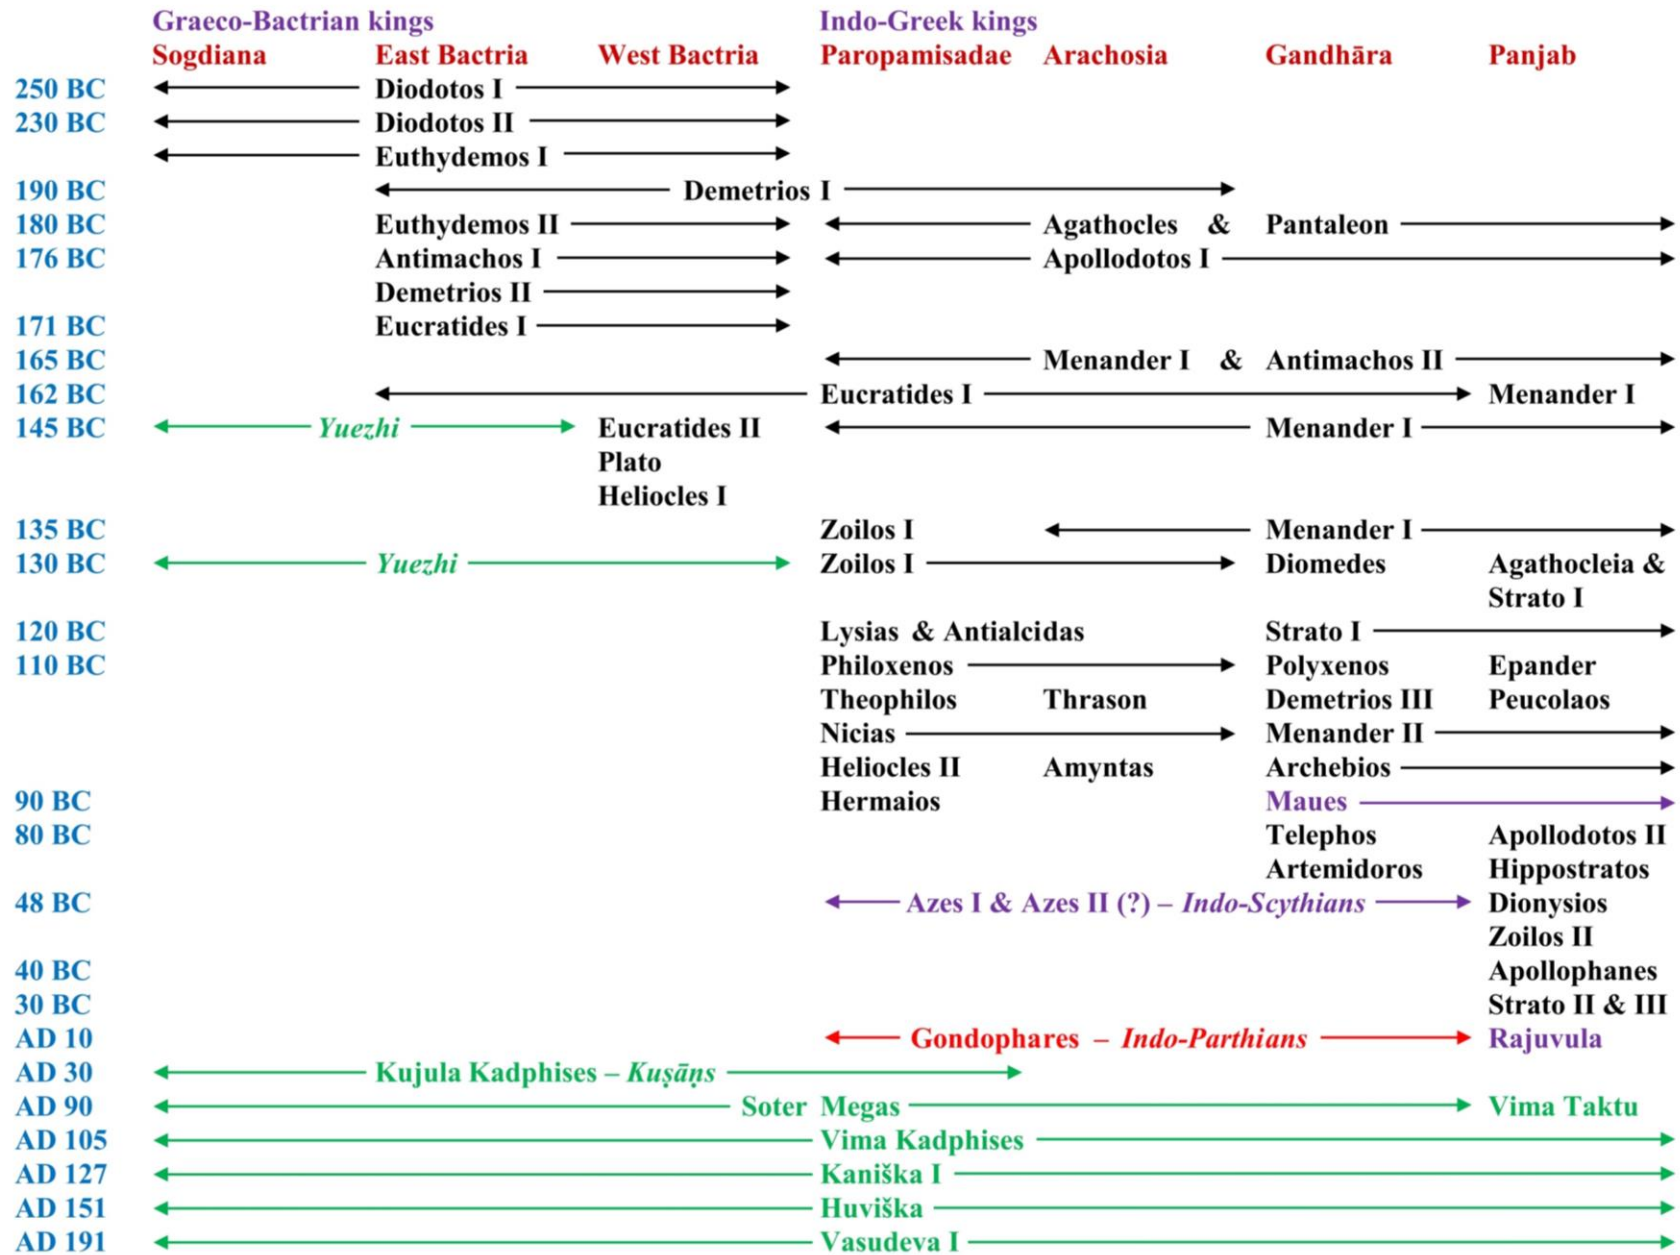 Graeco-Bactrian kings Indo-Greek kings
Sogdiana East Bactria West Bactria Paropamisadae Arachosia Gandhāra Panjab
250 BC Diodotos I
230 BC Diodotos II
Euthydemos I
190 BC Demetrios I
180 BC Euthydemos II Agathocles & Pantaleon
176 BC Antimachos I Apollodotos I
Demetrios II
171 BC Eucratides I
165 BC Menander I & Antimachos II
162 BC Eucratides I Menander I
145 BC Yuezhi Eucratides II Menander I
Plato
Heliocles I
135 BC Zoilos I Menander I
130 BC Yuezhi Zoilos I Diomedes Agathocleia &
Strato I
120 BC Lysias & Antialcidas Strato I
110 BC Philoxenos Polyxenos Epander
Theophilos Thrason Demetrios III Peucolaos
Nicias Menander II
Heliocles II Amyntas Archebios
90 BC Hermaios Maues
80 BC Telephos Apollodotos II
Artemidoros Hippostratos
48 BC Azes I & Azes II (?) – Indo-Scythians Dionysios
Zoilos II
40 BC Apollophanes
30 BC Strato II & III
AD 10 Gondophares – Indo-Parthians Rajuvula
AD 30 Kujula Kadphises – Kuṣāṇs
AD 90 Soter Megas Vima Taktu
AD 105 Vima Kadphises
AD 127 Kaniška I
AD 151 Huviška
AD 191 Vasudeva I